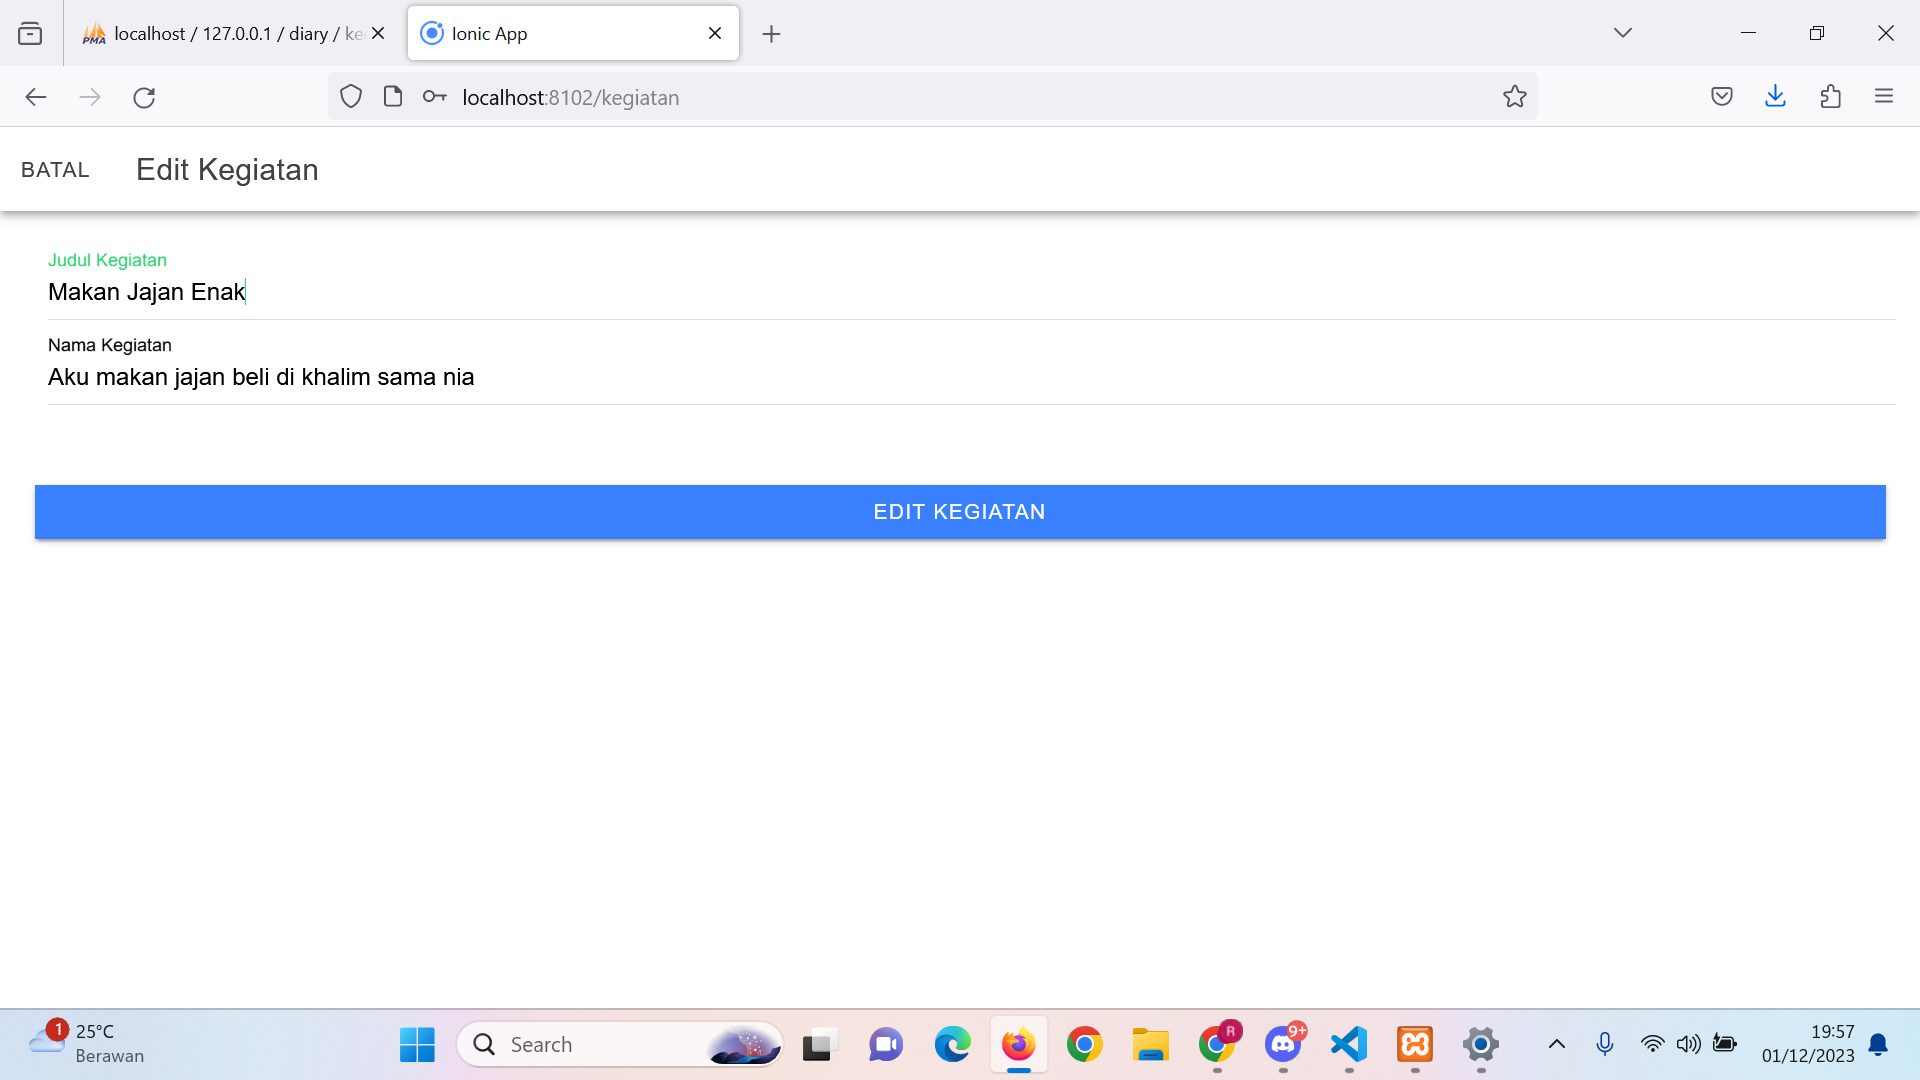 PMA localhost / 127.0.0.1 / diary / ke
Ionic App
localhost:8102/kegiatan
BATAL
Edit Kegiatan
Judul Kegiatan
Makan Jajan Enak
Nama Kegiatan
Aku makan jajan beli di khalim sama nia
EDIT KEGIATAN
1
25°C
Berawan
Search
R
9+
19:57
01/12/2023